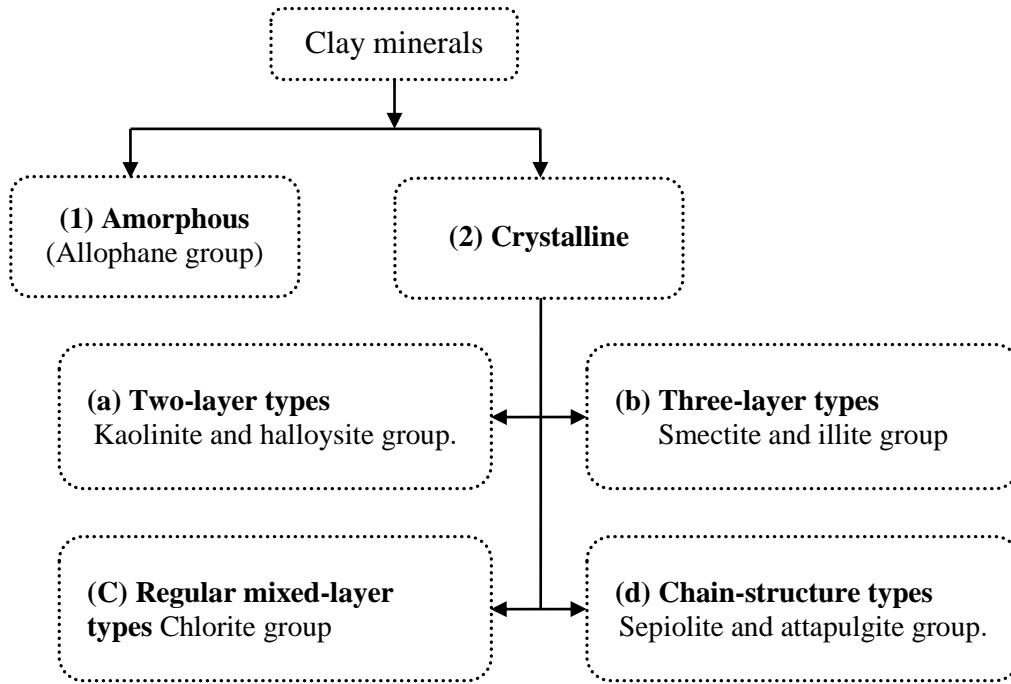 Clay minerals
(1) Amorphous
(Allophane group)
(2) Crystalline
(a) Two-layer types
Kaolinite and halloysite group.
(b) Three-layer types
Smectite and illite group
(C) Regular mixed-layer
types Chlorite group
(d) Chain-structure types
Sepiolite and attapulgite group.